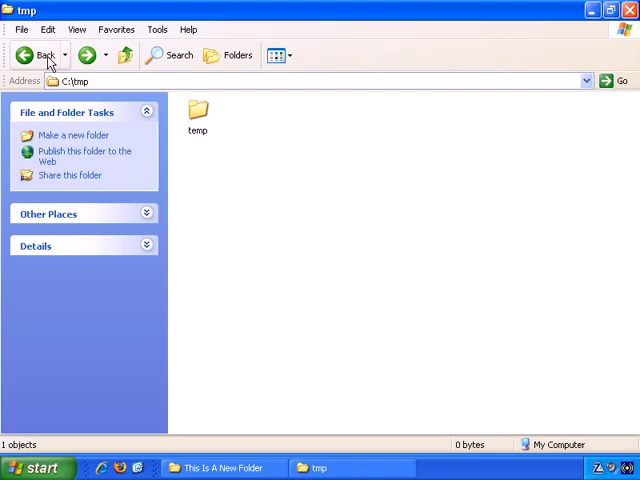 tmp
File Edit View Favorites Tools Help
Back Search Folders
Address C:\tmp Go
File and Folder Tasks
Make a new folder
Publish this folder to the
Web
Share this folder
Other Places
Details
temp
1 objects 0 bytes My Computer
start This Is A New Folder tmp